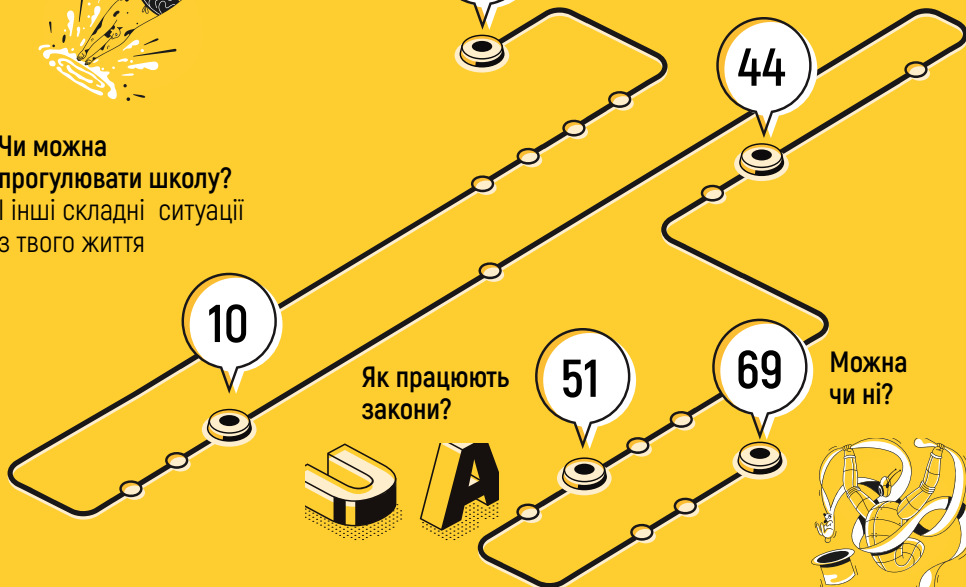 44
Чи можна
прогулювати школу?
І інші складні ситуації
з твого життя
10
Як працюють
закони?
51
69
Можна
чи ні?
UA